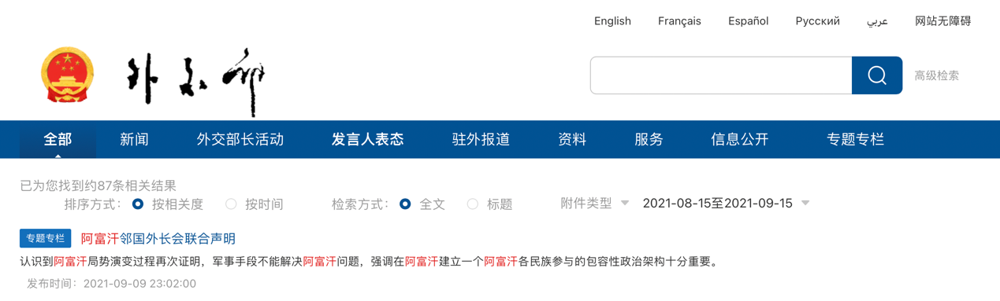 English Français Español Русский عربي 网站无障碍
外交部
高级检索
全部 新闻 外交部长活动 发言人表态 驻外报道 资料 服务 信息公开 专题专栏
已为您找到约87条相关结果
排序方式： 按相关度 按时间 检索方式： 全文 标题 附件类型 2021-08-15至2021-09-15
专题专栏 阿富汗邻国外长会联合声明
认识到阿富汗局势演变过程再次证明，军事手段不能解决阿富汗问题，强调在阿富汗建立一个阿富汗各民族参与的包容性政治架构十分重要。
发布时间：2021-09-09 23:02:00